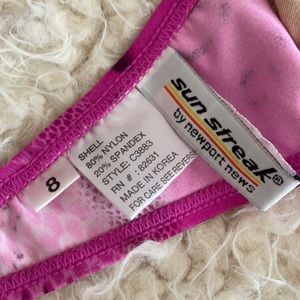 sun streak®
by newport news
SHELL
80% NYLON
20% SPANDEX
STYLE: C3883
RN # : 82631
MADE IN KOREA
FOR CARE SEE REVERSE
8